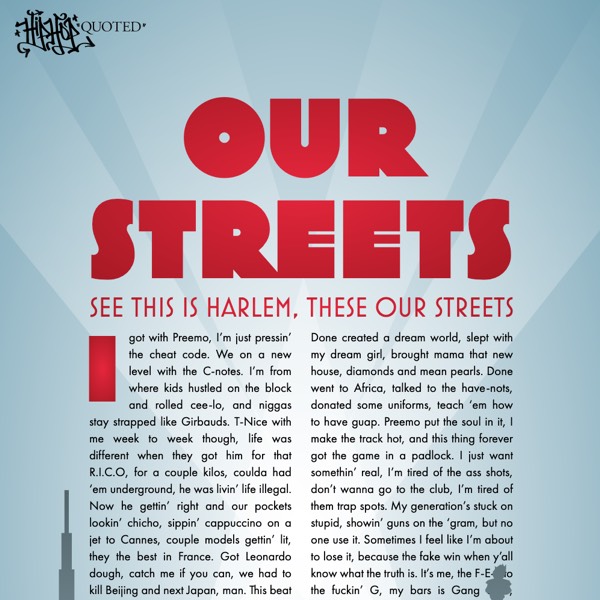 HIPHOP QUOTED"
OUR
STREETS
SEE THIS IS HARLEM, THESE OUR STREETS
I got with Preemo, I'm just pressin'
the cheat code. We on a new
level with the C-notes. I'm from
where kids hustled on the block
and rolled cee-lo, and niggas
stay strapped like Girbauds. T-Nice with
me week to week though, life was
different when they got him for that
R.I.C.O, for a couple kilos, coulda had
'em underground, he was livin' life illegal.
Now he gettin' right and our pockets
lookin' chicho, sippin' cappuccino on a
jet to Cannes, couple models gettin' lit,
they the best in France. Got Leonardo
dough, catch me if you can, we had to
kill Beijing and next Japan, man. This beat
Done created a dream world, slept with
my dream girl, brought mama that new
house, diamonds and mean pearls. Done
went to Africa, talked to the have-nots,
donated some uniforms, teach 'em how
to have guap. Preemo put the soul in it, I
make the track hot, and this thing forever
got the game in a padlock. I just want
somethin' real, I'm tired of the ass shots,
don't wanna go to the club, I'm tired of
them trap spots. My generation's stuck on
stupid, showin' guns on the 'gram, but no
one use it. Sometimes I feel like I'm about
to lose it, because the fake win when y'all
know what the truth is. It's me, the F-E-
the fuckin' G, my bars is Gang